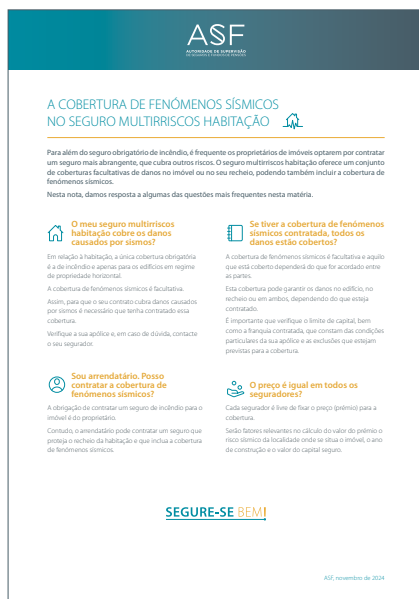 ASF
AUTORIDADE DE SUPERVISÃO
DE SEGUROS E FUNDOS DE PENSÕES
A COBERTURA DE FENÓMENOS SÍSMICOS
NO SEGURO MULTIRRISCOS HABITAÇÃO
Para além do seguro obrigatório de incêndio, é frequente os proprietários de imóveis optarem por contratar
um seguro mais abrangente, que cubra outros riscos. O seguro multirriscos habitação oferece um conjunto
de coberturas facultativas de danos no imóvel ou no seu recheio, podendo também incluir a cobertura de
fenómenos sísmicos.
Nesta nota, damos resposta a algumas das questões mais frequentes nesta matéria.
O meu seguro multirriscos
habitação cobre os danos
causados por sismos?
Em relação à habitação, a única cobertura obrigatória
é a de incêndio e apenas para os edifícios em regime
de propriedade horizontal.
A cobertura de fenómenos sísmicos é facultativa.
Assim, para que o seu contrato cubra danos causados
por sismos é necessário que tenha contratado essa
cobertura.
Verifique a sua apólice e, em caso de dúvida, contacte
o seu segurador.
Se tiver a cobertura de fenómenos
sísmicos contratada, todos os
danos estão cobertos?
A cobertura de fenómenos é facultativa e aquilo
que está coberto dependerá do que for acordado entre
as partes.
Esta cobertura pode garantir os danos no edifício, no
recheio ou em ambos, dependendo do que esteja
contratado.
É importante que verifique o limite de capital, bem
como a franquia contratada, que constam das condições
particulares da sua apólice e as exclusões que estejam
previstas para a cobertura.
Sou arrendatário. Posso
contratar a cobertura de
fenómenos sísmicos?
A obrigação de contratar um seguro de incêndio para o
imóvel é do proprietário.
Contudo, o arrendatário pode contratar um seguro que
proteja o recheio da habitação e que inclua a cobertura
de fenómenos sísmicos.
O preço é igual em todos os
seguradores?
Cada segurador é livre de fixar o preço (prémio) para a
cobertura.
Serão fatores relevantes no cálculo do valor do prémio o
risco sísmico da localidade onde se situa o imóvel, o ano
de construção e o valor do capital seguro.
SEGURE-SE BEM!
ASF, novembro de 2024